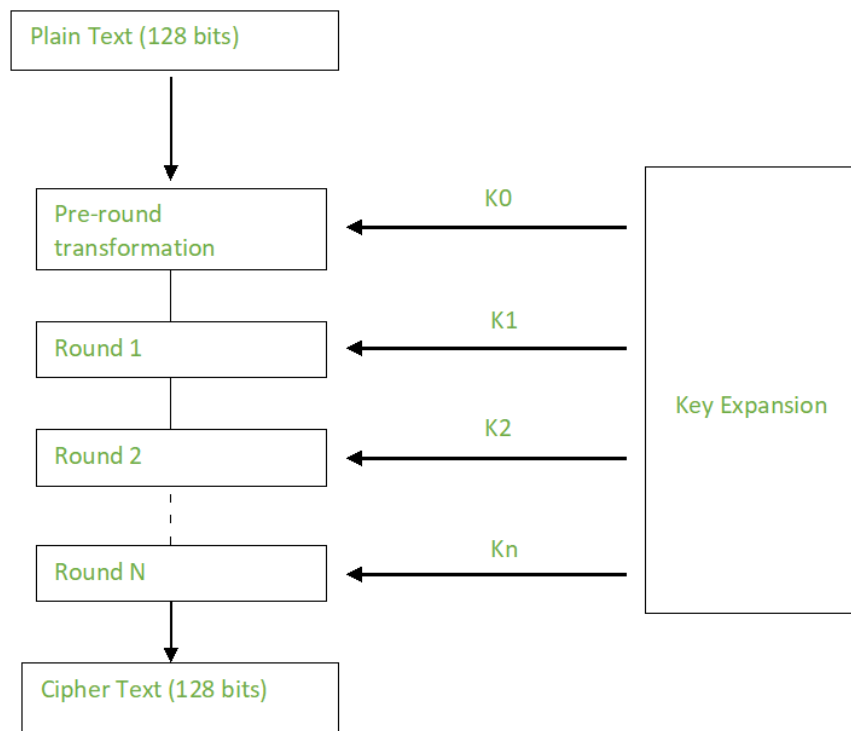 Plain Text (128 bits)
K0
Pre-round
transformation
K1
Round 1
Key Expansion
K2
Round 2
Kn
Round N
Cipher Text (128 bits)